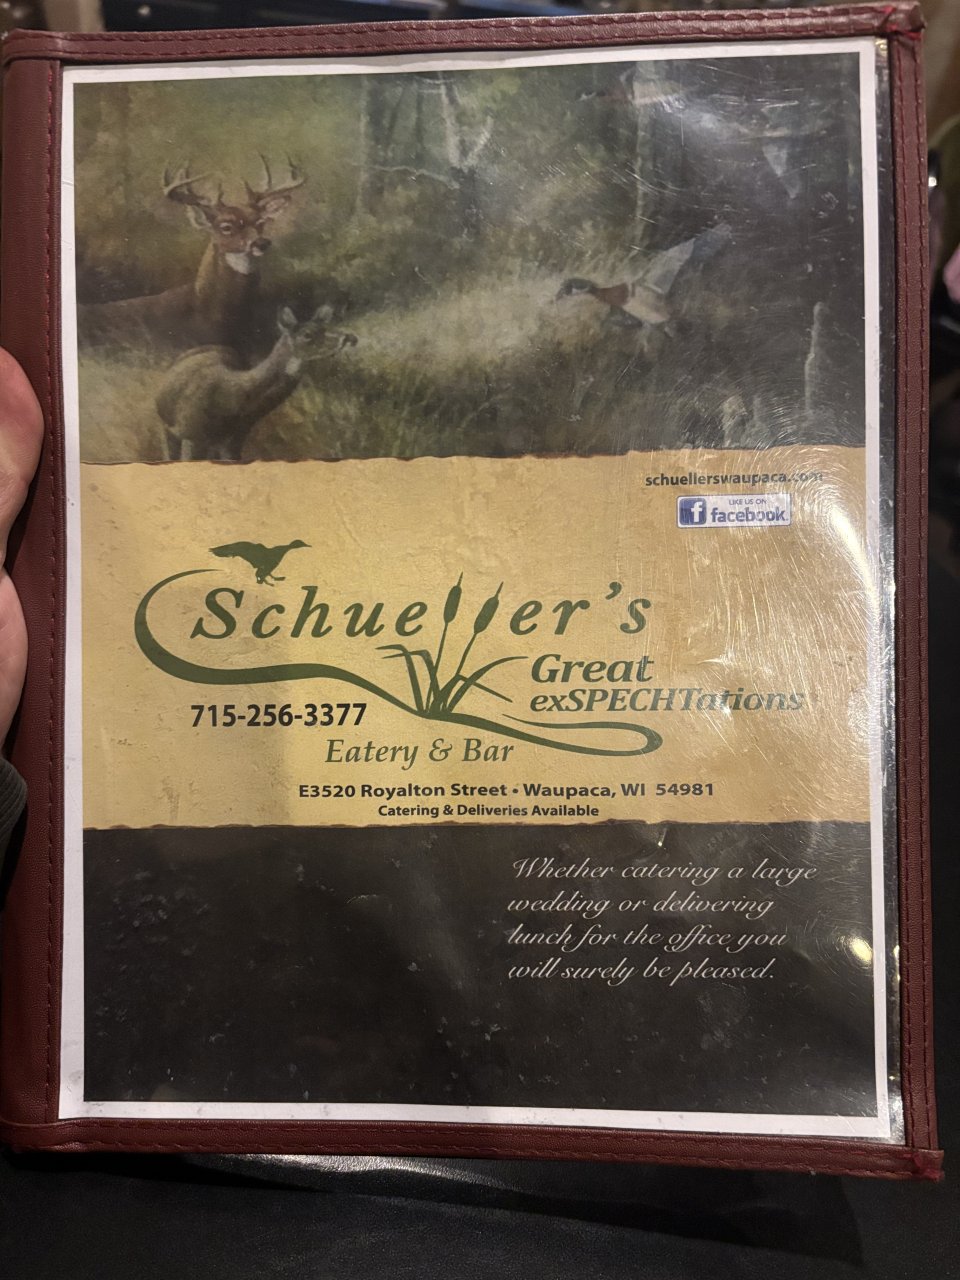 schuellerswaupaca.com
LIKE US ON
facebook
Schueller's
Great
exSPECHTations
715-256-3377
Eatery & Bar
E3520 Royalton Street • Waupaca, WI 54981
Catering & Deliveries Available
Whether catering a large
wedding or delivering
lunch for the office you
will surely be pleased.